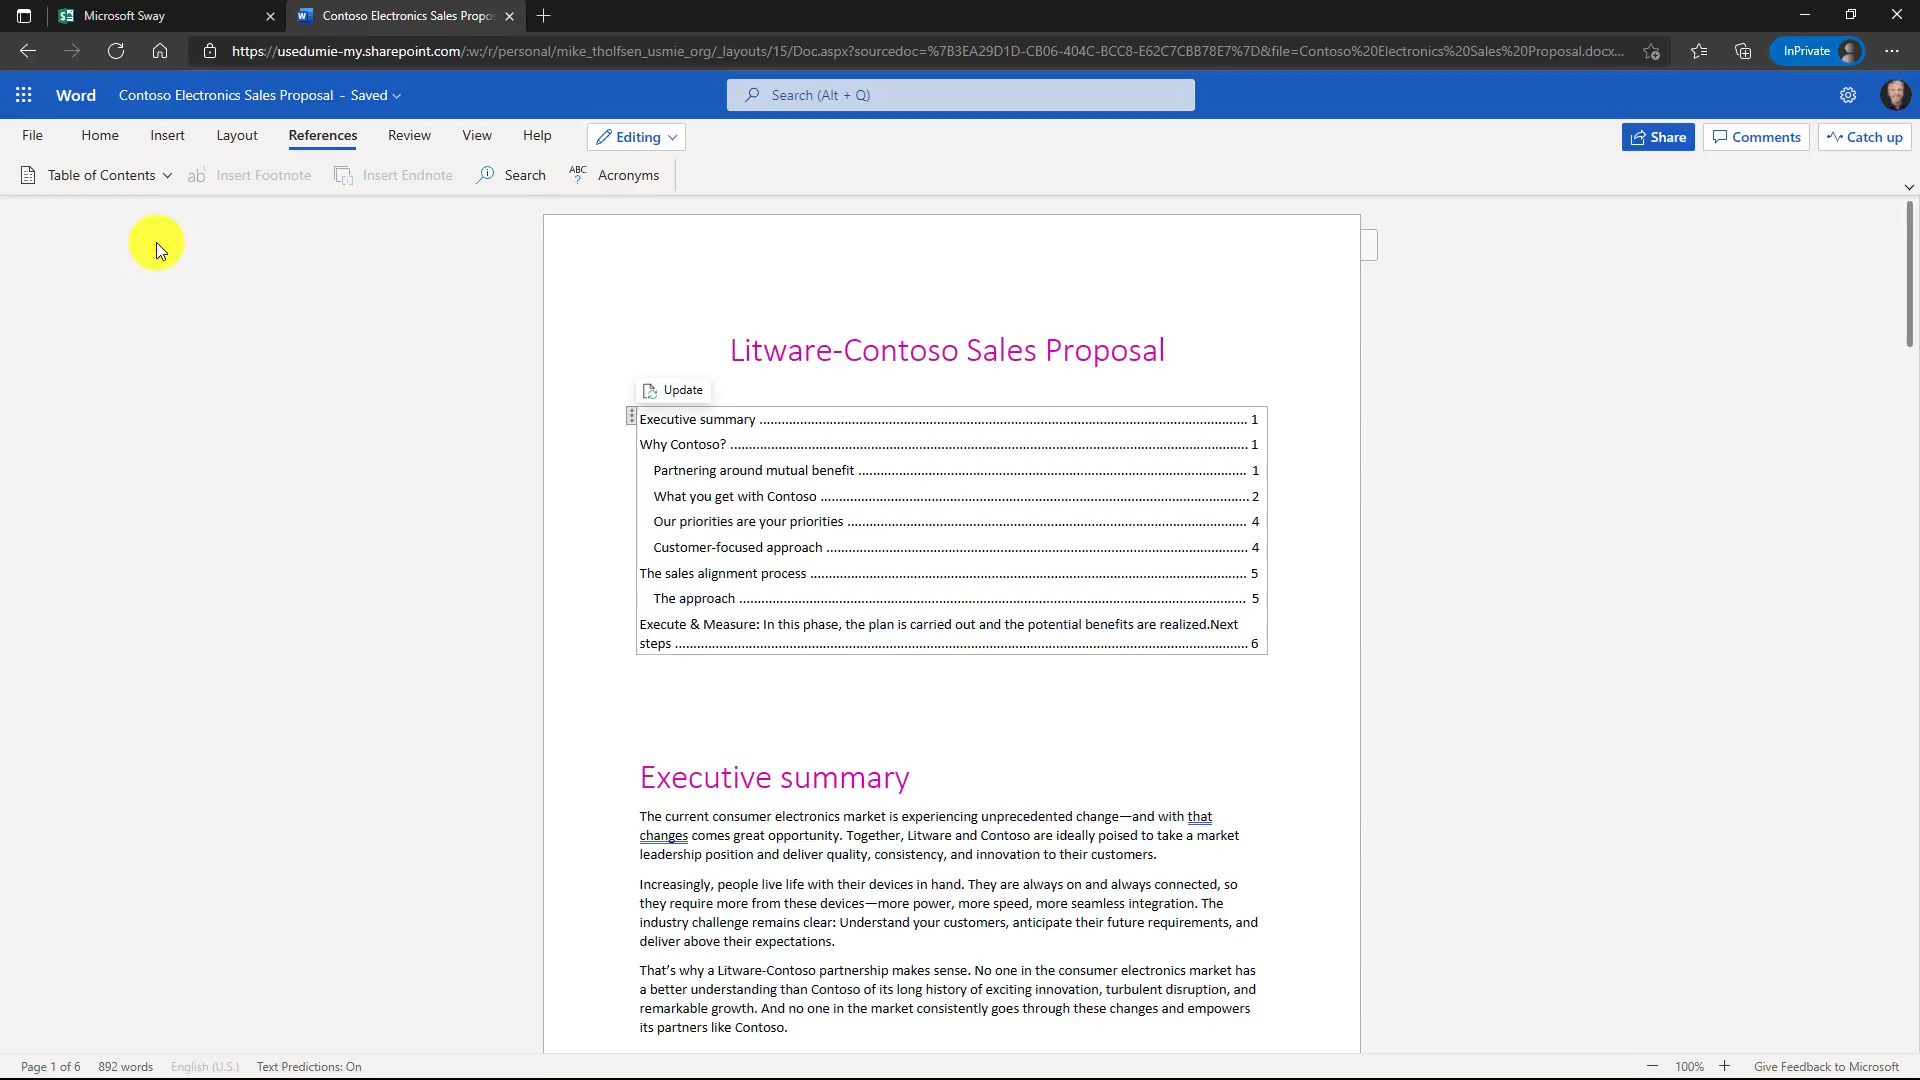 Microsoft Sway
Contoso Electronics Sales Propo
https://usedumie-my.sharepoint.com/:w:/r/personal/mike_tholfsen_usmie_org/_layouts/15/Doc.aspx?sourcedoc=%7B3EA29D1D-CB06-404C-BCC8-E62C7CBB78E7%7D&file=Contoso%20Electronics%20Sales%20Proposal.docx...
InPrivate
Word
Contoso Electronics Sales Proposal - Saved
Search (Alt + Q)
File
Home
Insert
Layout
References
Review
View
Help
Editing
Share
Comments
Catch up
Table of Contents
ab
Insert Footnote
Insert Endnote
Search
ABC
?
Acronyms
Litware-Contoso Sales Proposal
Update
Executive summary ........ 1
Why Contoso? ........ 1
Partnering around mutual benefit ........ 1
What you get with Contoso ........ 2
Our priorities are your priorities ........ 4
Customer-focused approach ........ 4
The sales alignment process ........ 5
The approach ........ 5
Execute & Measure: In this phase, the plan is carried out and the potential benefits are realized.Next
steps ........ 6
Executive summary
The current consumer electronics market is experiencing unprecedented change—and with that
changes comes great opportunity. Together, Litware and Contoso are ideally poised to take a market
leadership position and deliver quality, consistency, and innovation to their customers.
Increasingly, people live life with their devices in hand. They are always on and always connected, so
they require more from these devices—more power, more speed, more seamless integration. The
industry challenge remains clear: Understand your customers, anticipate their future requirements, and
deliver above their expectations.
That’s why a Litware-Contoso partnership makes sense. No one in the consumer electronics market has
a better understanding than Contoso of its long history of exciting innovation, turbulent disruption, and
remarkable growth. And no one in the market consistently goes through these changes and empowers
its partners like Contoso.
Page 1 of 6
892 words
English (U.S.)
Text Predictions: On
100%
Give Feedback to Microsoft